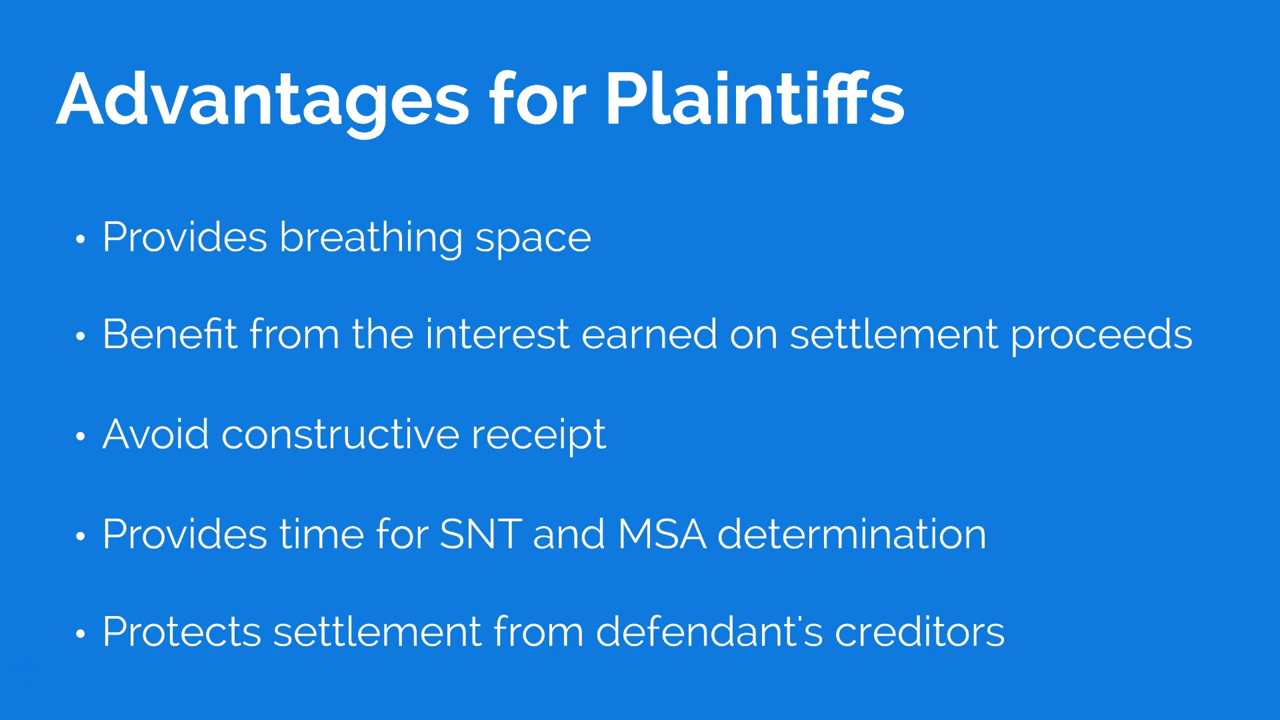 Advantages for Plaintiffs
• Provides breathing space
• Benefit from the interest earned on settlement proceeds
• Avoid constructive receipt
• Provides time for SNT and MSA determination
• Protects settlement from defendant's creditors